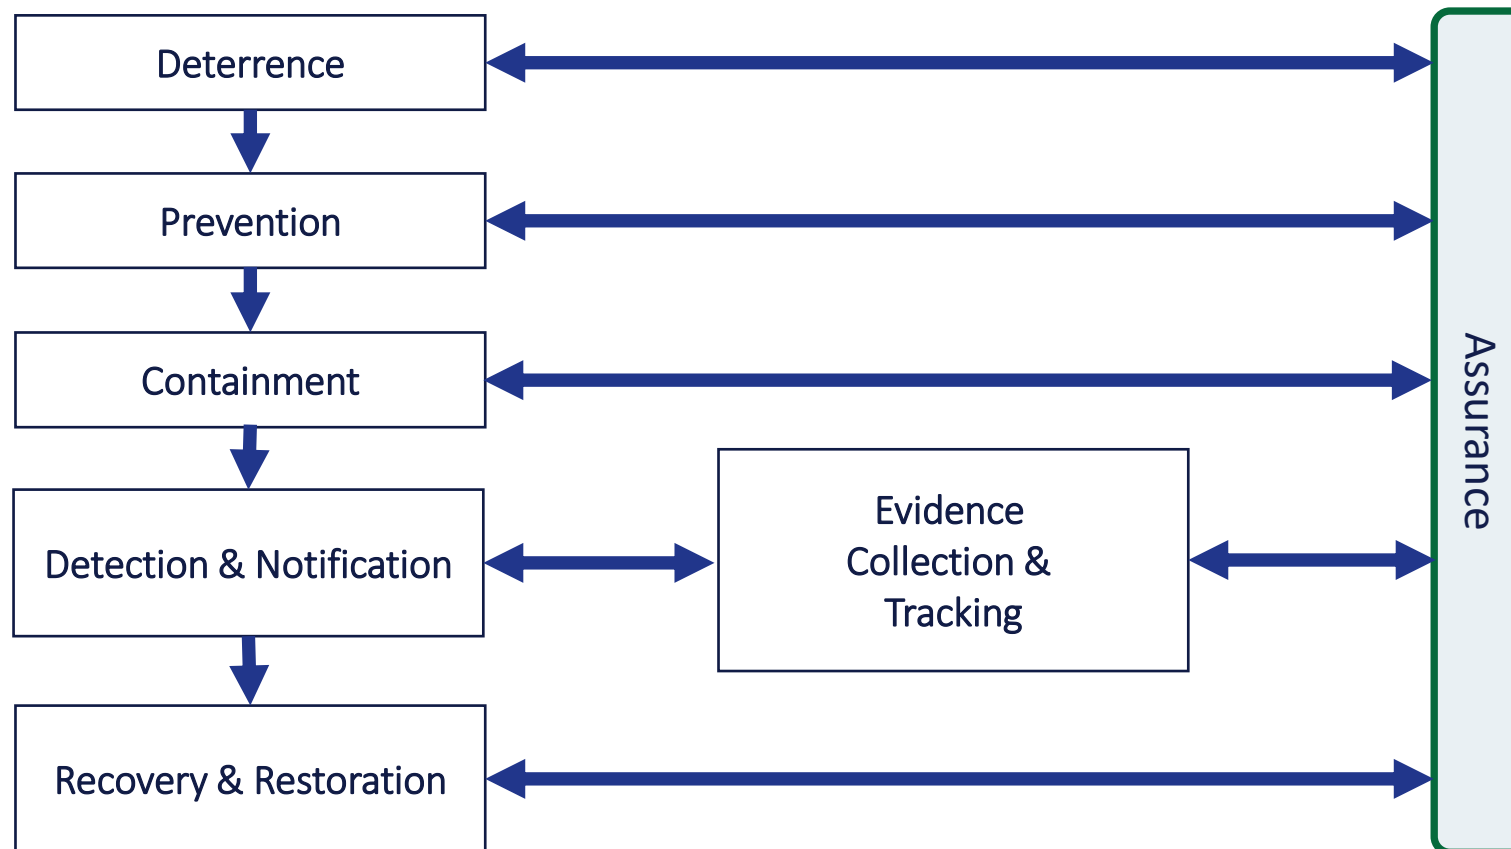 Deterrence
Prevention
Containment
Detection & Notification
Evidence
Collection &
Tracking
Recovery & Restoration
Assurance